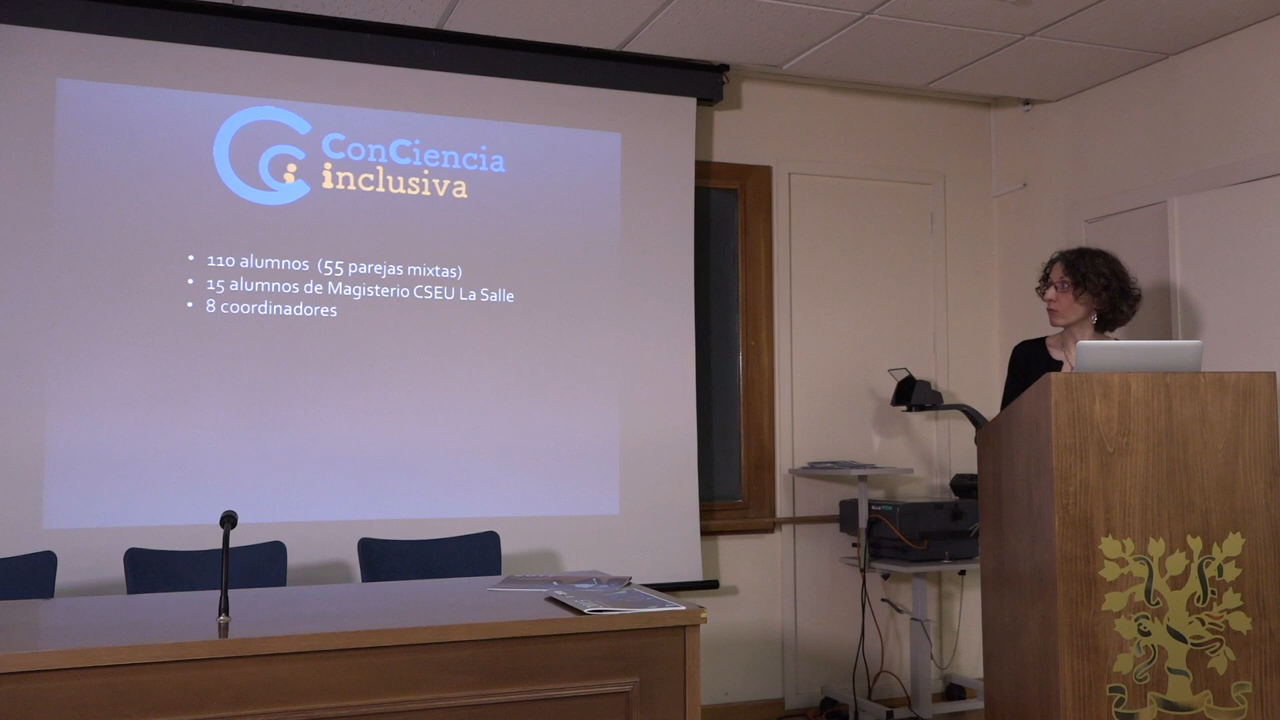 ConCiencia
inclusiva
• 110 alumnos (55 parejas mixtas)
• 15 alumnos de Magisterio CSEU La Salle
• 8 coordinadores